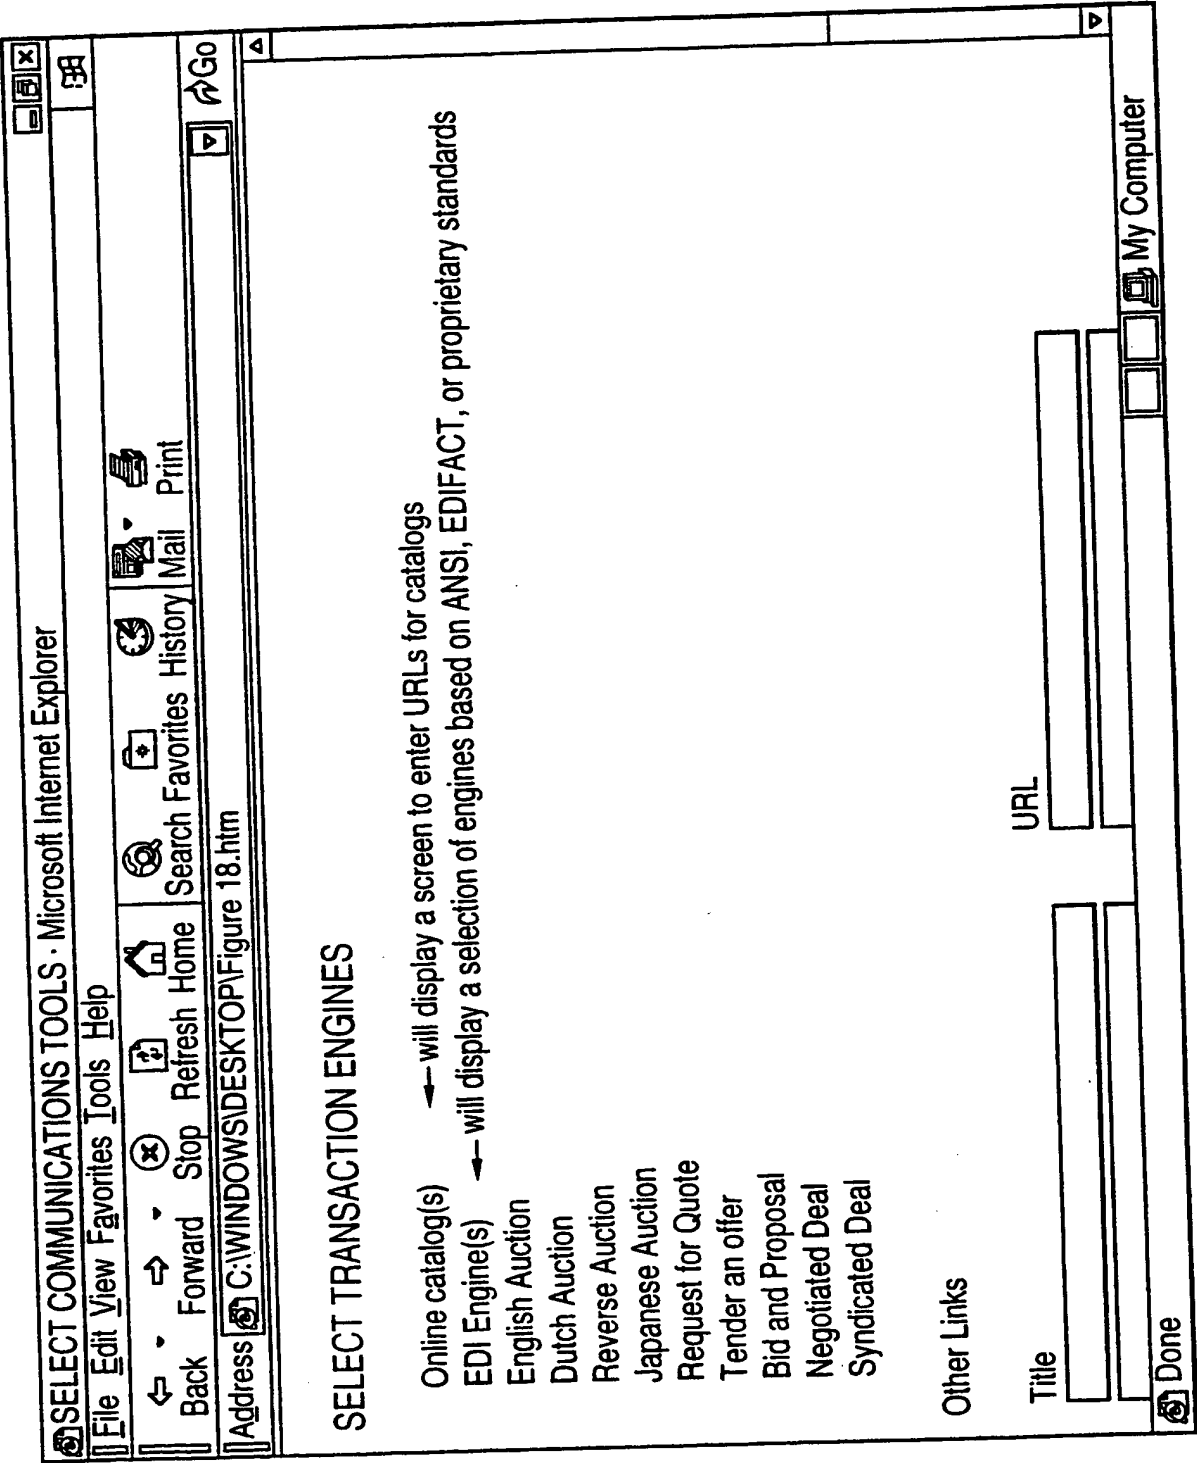 SELECT COMMUNICATIONS TOOLS · Microsoft Internet Explorer
File Edit View Favorites Tools Help
Back Forward Stop Refresh Home Search Favorites History Mail Print
Address C:\WINDOWS\DESKTOP\Figure 18.htm Go
SELECT TRANSACTION ENGINES
Online catalog(s) ← will display a screen to enter URLs for catalogs
EDI Engine(s) ← will display a selection of engines based on ANSI, EDIFACT, or proprietary standards
English Auction
Dutch Auction
Reverse Auction
Japanese Auction
Request for Quote
Tender an offer
Bid and Proposal
Negotiated Deal
Syndicated Deal
Other Links
Title URL
Done My Computer